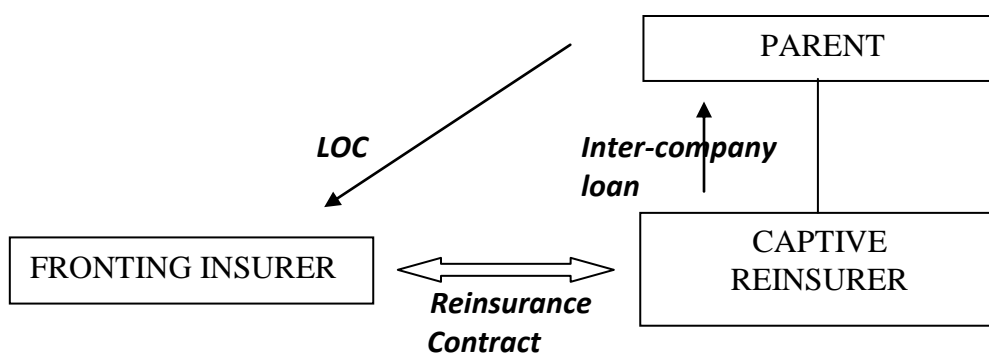 PARENT
LOC
Inter-company
loan
FRONTING INSURER
CAPTIVE
REINSURER
Reinsurance
Contract